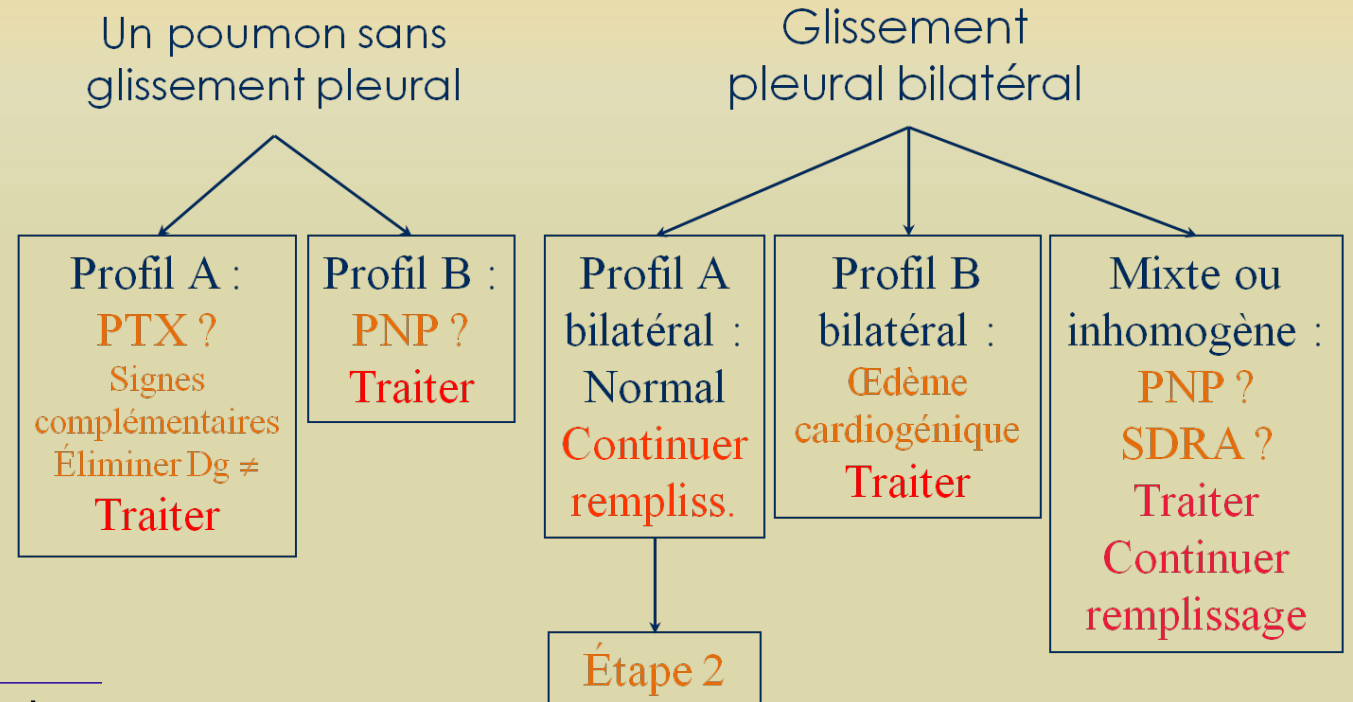 Un poumon sans
glissement pleural
Glissement
pleural bilatéral
Profil A :
PTX ?
Signes
complémentaires
Éliminer Dg ≠
Traiter
Profil B :
PNP ?
Traiter
Profil A
bilatéral :
Normal
Continuer
rempliss.
Profil B
bilatéral :
Œdème
cardiogénique
Traiter
Mixte ou
inhomogène :
PNP ?
SDRA ?
Traiter
Continuer
remplissage
Étape 2